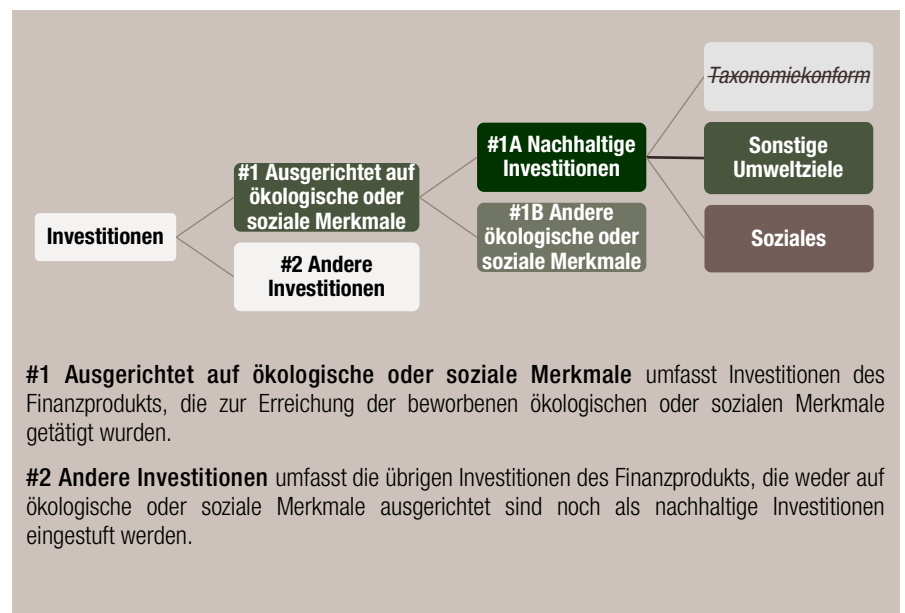 Investitionen
#1 Ausgerichtet auf
ökologische oder
soziale Merkmale
#2 Andere
Investitionen
#1A Nachhaltige
Investitionen
#1B Andere
ökologische oder
soziale Merkmale
Taxonomiekonform
Sonstige
Umweltziele
Soziales
#1 Ausgerichtet auf ökologische oder soziale Merkmale umfasst Investitionen des
Finanzprodukts, die zur Erreichung der beworbenen ökologischen oder sozialen Merkmale
getätigt wurden.
#2 Andere Investitionen umfasst die übrigen Investitionen des Finanzprodukts, die weder auf
ökologische oder soziale Merkmale ausgerichtet sind noch als nachhaltige Investitionen
eingestuft werden.